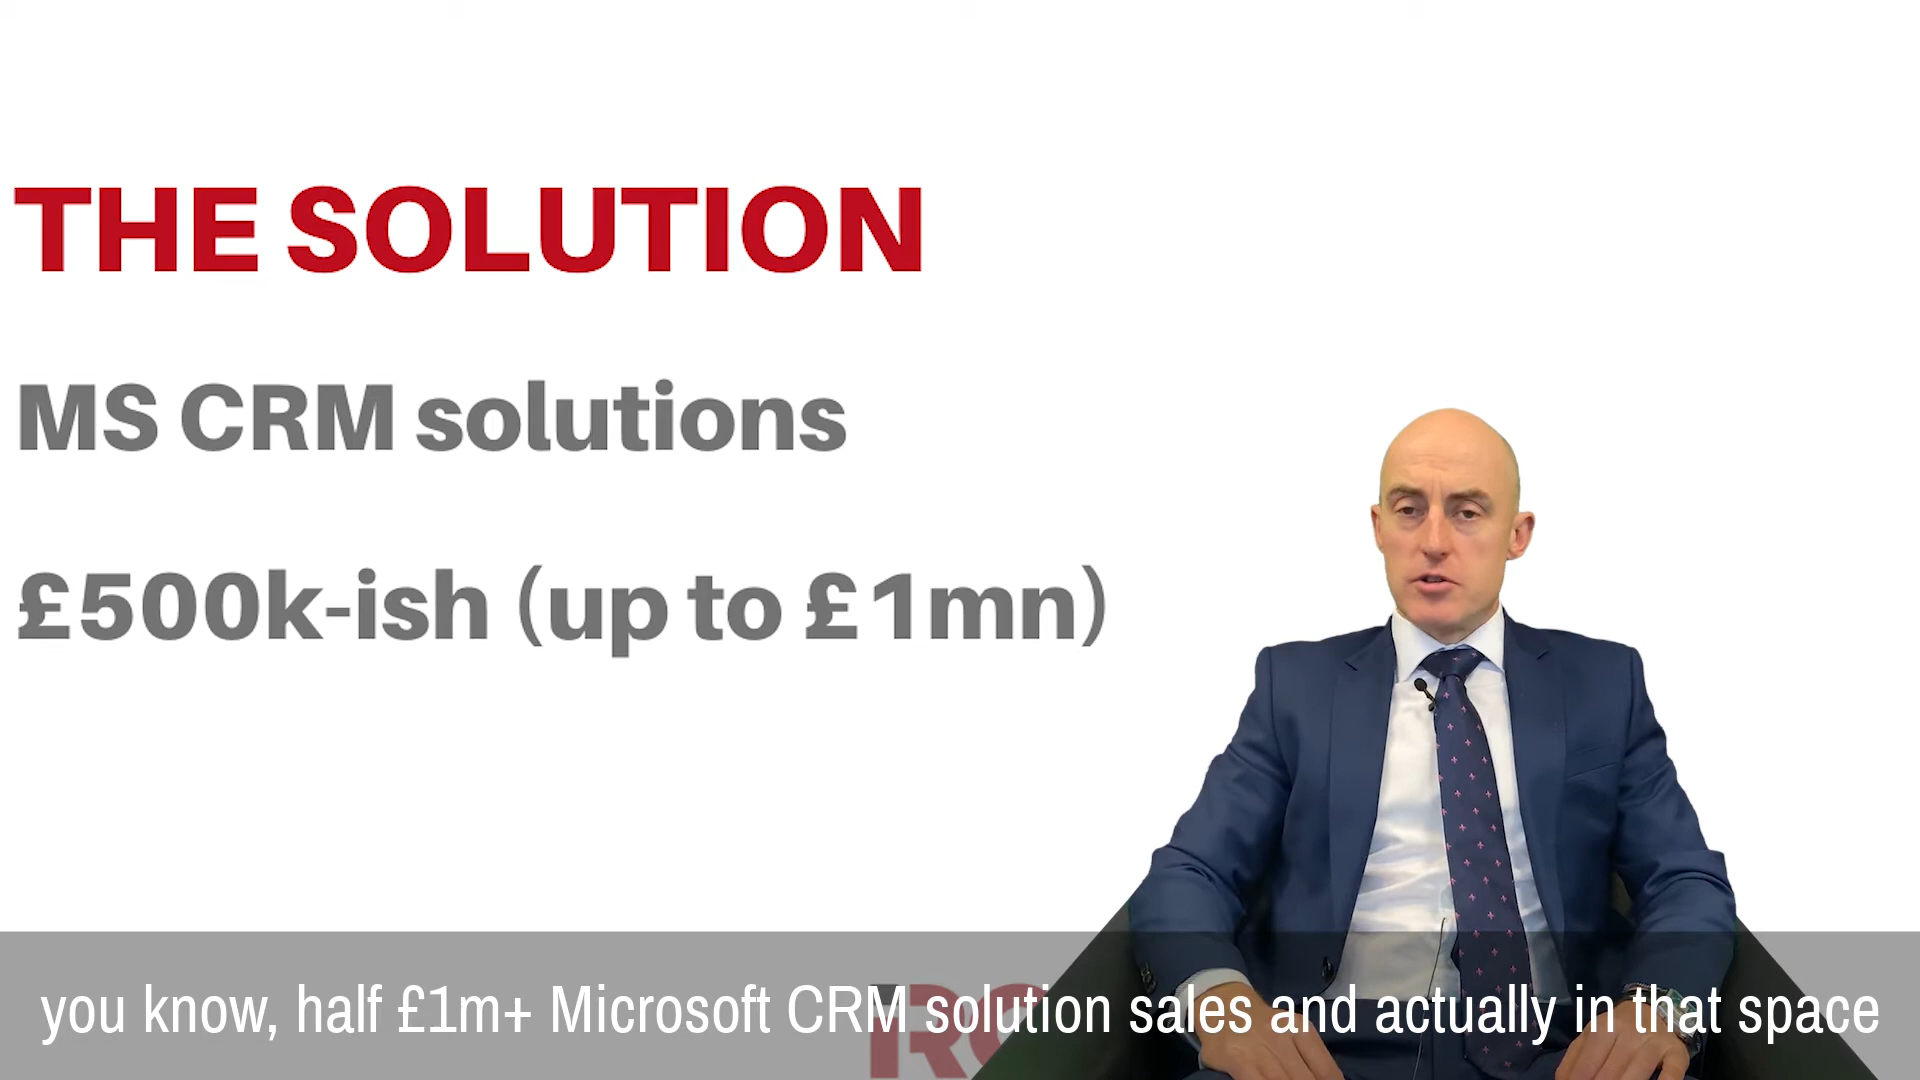 THE SOLUTION
MS CRM solutions
£500k-ish (up to £1mn)
you know, half £1m+ Microsoft CRM solution sales and actually in that space